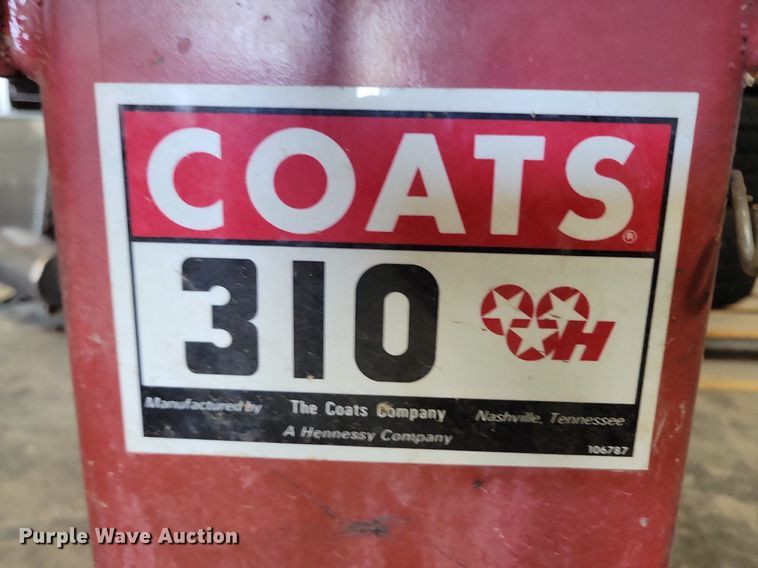 COATS®
310
H
Manufactured by The Coats Company Nashville, Tennessee
A Hennessy Company
106787
Purple Wave Auction